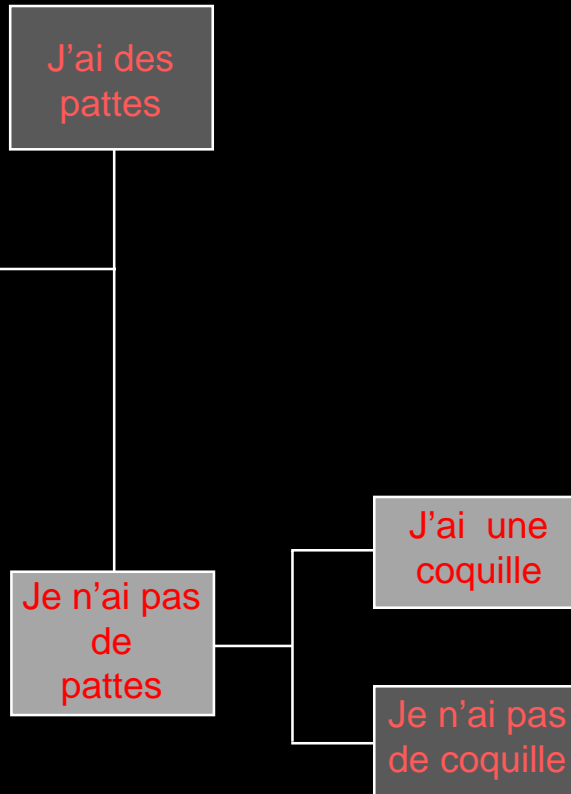 J’ai des
pattes
J’ai une
coquille
Je n’ai pas
de
pattes
Je n’ai pas
de coquille